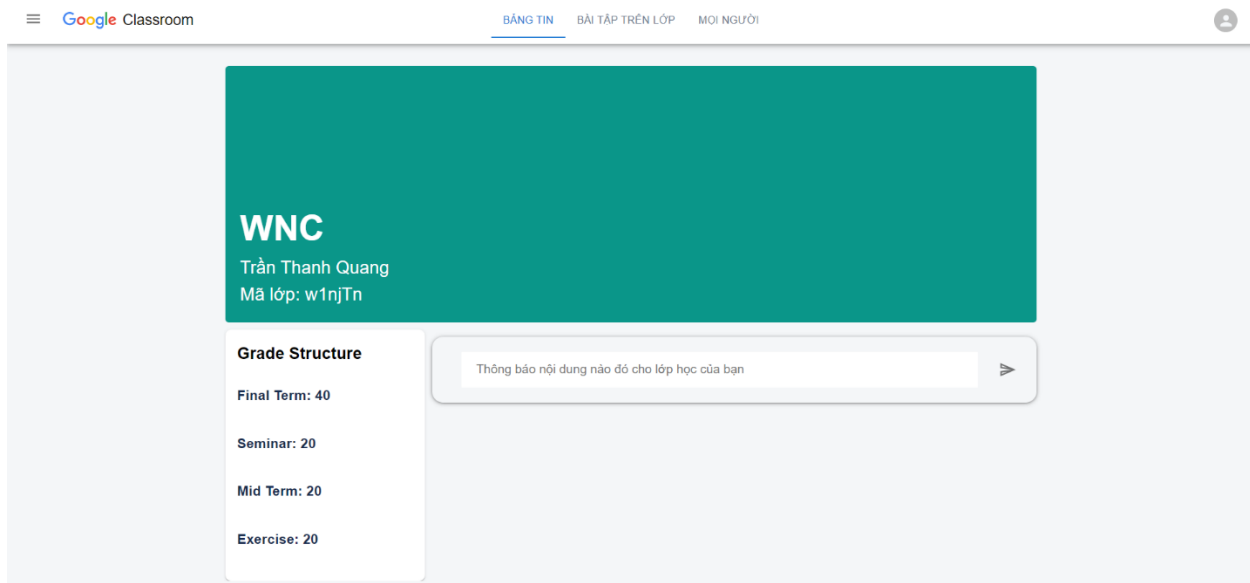 Google Classroom
BẢNG TIN
BÀI TẬP TRÊN LỚP
MỌI NGƯỜI
WNC
Trần Thanh Quang
Mã lớp: w1njTn
Grade Structure
Final Term: 40
Seminar: 20
Mid Term: 20
Exercise: 20
Thông báo nội dung nào đó cho lớp học của bạn